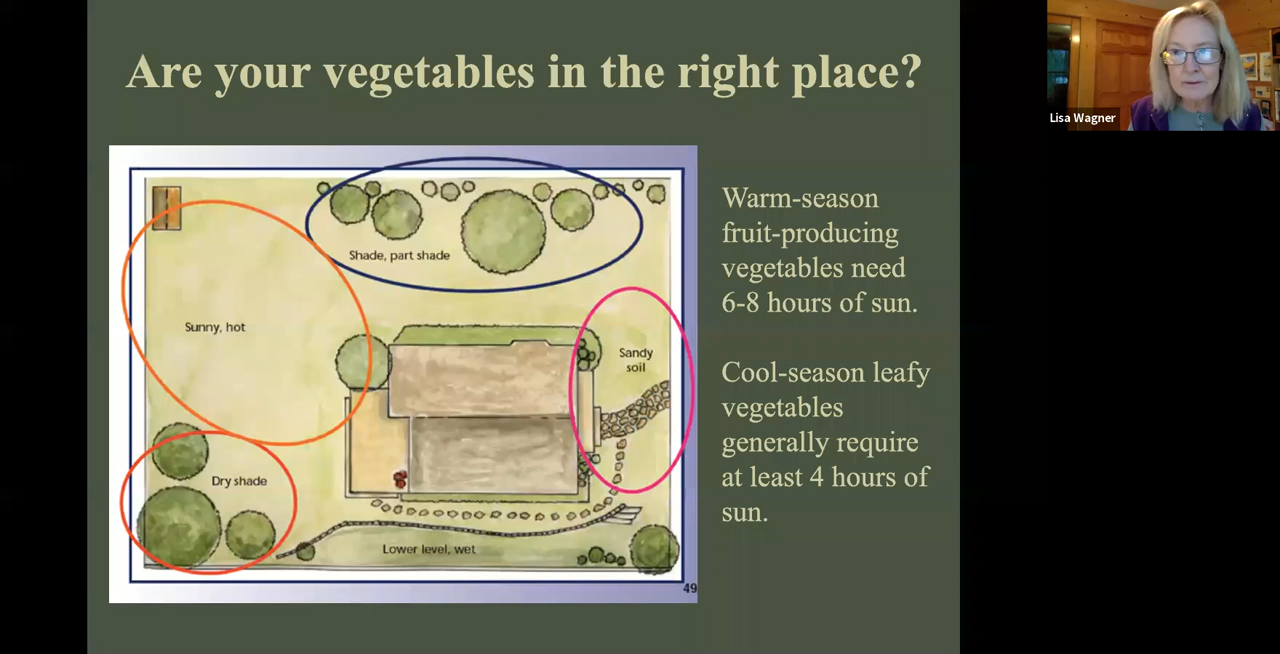 Are your vegetables in the right place?
Lisa Wagner
Shade, part shade
Sunny, hot
Sandy
soil
Dry shade
Lower level, wet
49
Warm-season
fruit-producing
vegetables need
6-8 hours of sun.
Cool-season leafy
vegetables
generally require
at least 4 hours of
sun.